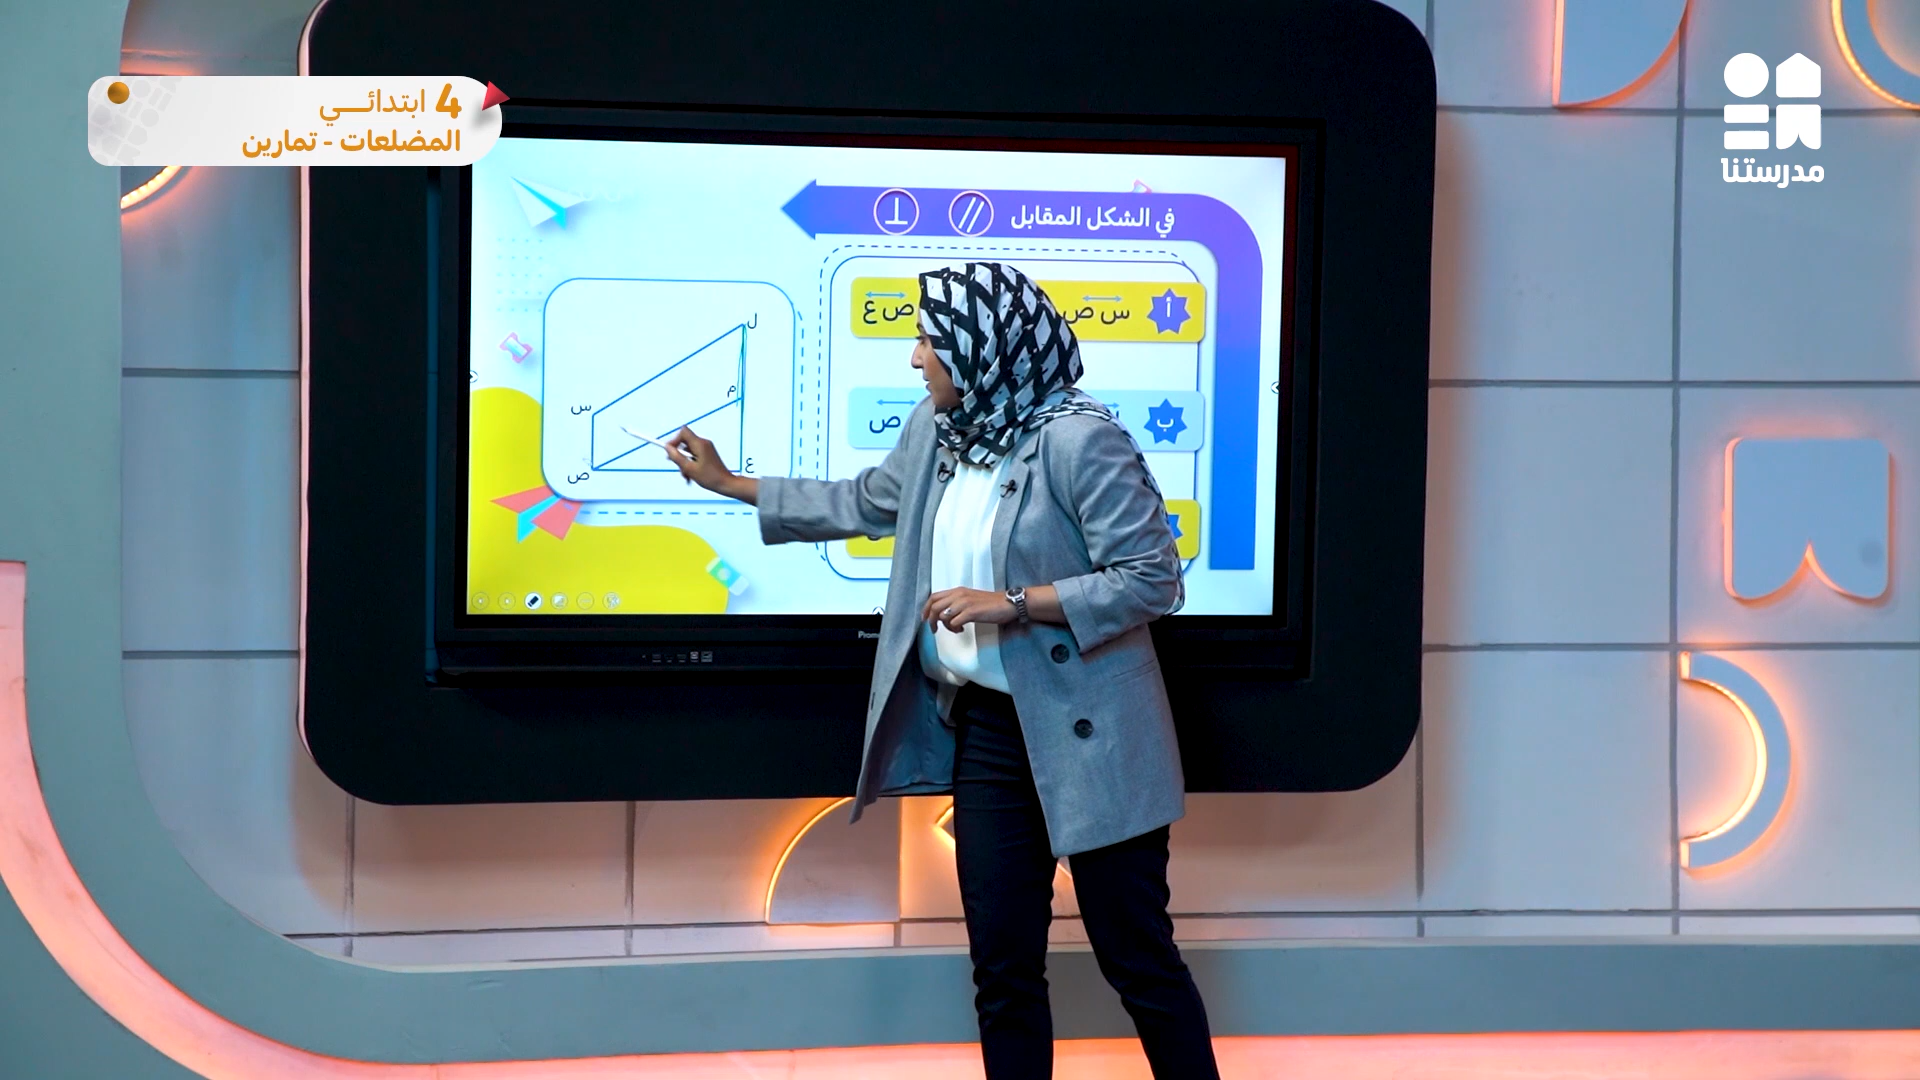 4 ابتدائـــي
المضلعات - تمارين
مدرستنا
في الشكل المقابل // ⊥
أ
س ص
ص ع
ب
ص
ل
م
س
ع
ص